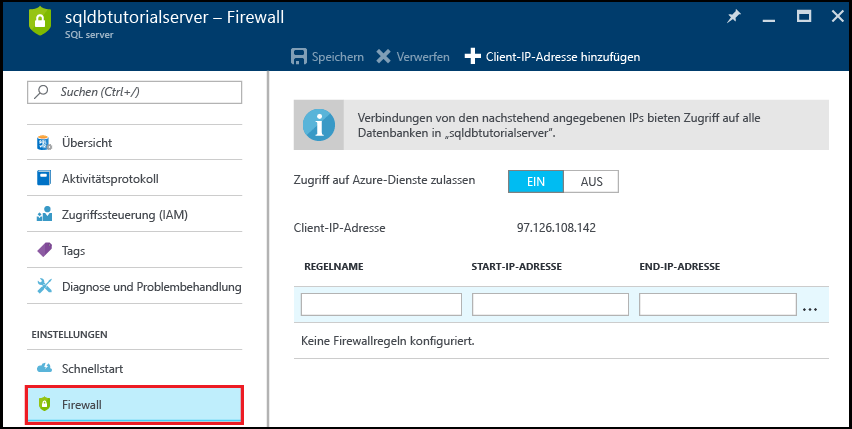 sqldbtutorialserver – Firewall
SQL server
Speichern
Verwerfen
Client-IP-Adresse hinzufügen
Suchen (Ctrl+/)
Übersicht
Aktivitätsprotokoll
Zugriffssteuerung (IAM)
Tags
Diagnose und Problembehandlung
EINSTELLUNGEN
Schnellstart
Firewall
Verbindungen von den nachstehend angegebenen IPs bieten Zugriff auf alle
Datenbanken in „sqldbtutorialserver“.
Zugriff auf Azure-Dienste zulassen
EIN
AUS
Client-IP-Adresse
97.126.108.142
REGELNAME
START-IP-ADRESSE
END-IP-ADRESSE
...
Keine Firewallregeln konfiguriert.